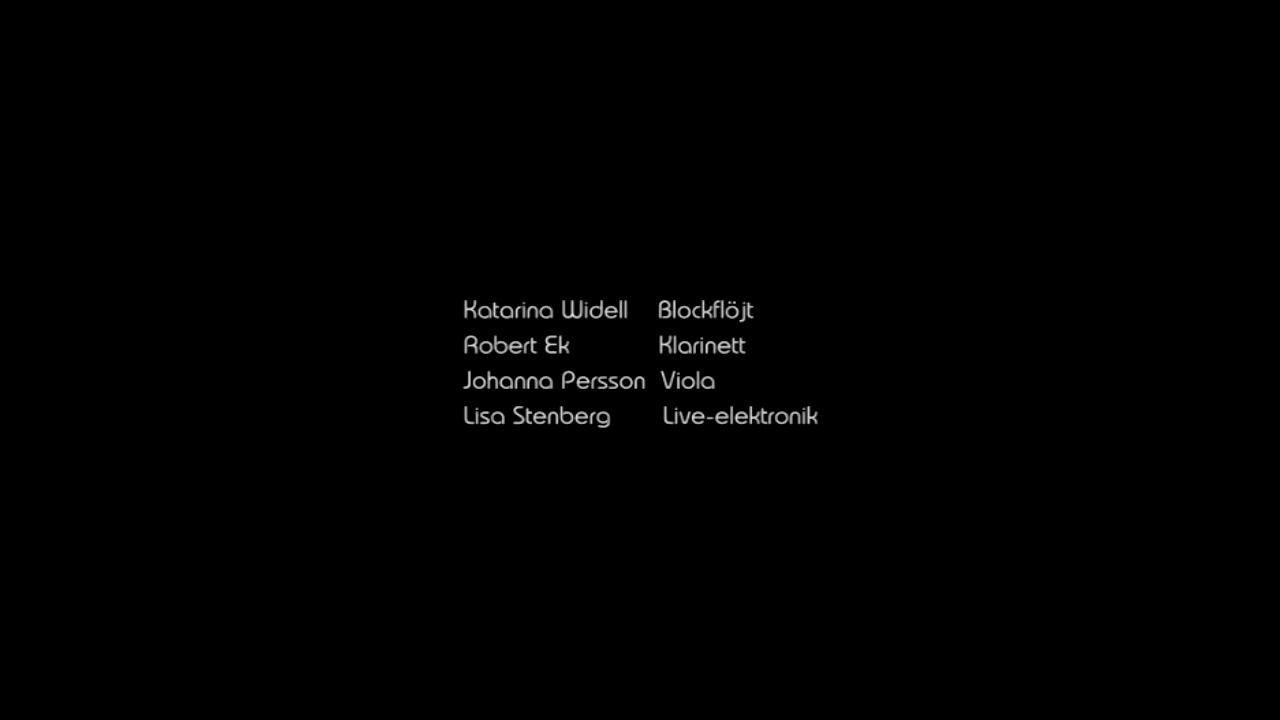 Katarina Widell Blockflöjt
Robert Ek Klarinett
Johanna Persson Viola
Lisa Stenberg Live-elektronik